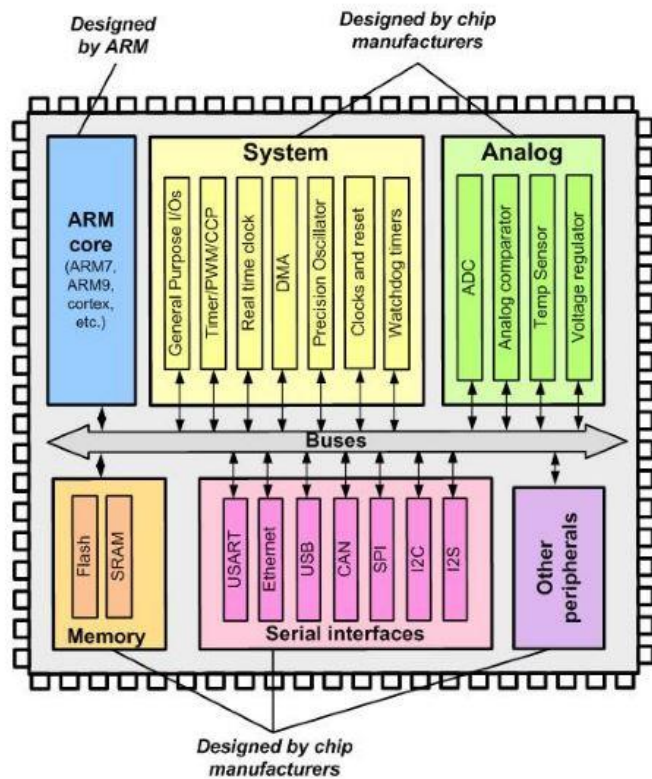 Designed
by ARM
Designed by chip
manufacturers
ARM
core
(ARM7,
ARM9,
cortex,
etc.)
System
General Purpose I/Os
Timer/PWM/CCP
Real time clock
DMA
Precision Oscillator
Clocks and reset
Watchdog timers
Analog
ADC
Analog comparator
Temp Sensor
Voltage regulator
Buses
Flash
SRAM
Memory
USART
Ethernet
USB
CAN
SPI
I2C
I2S
Serial interfaces
Other
peripherals
Designed by chip
manufacturers